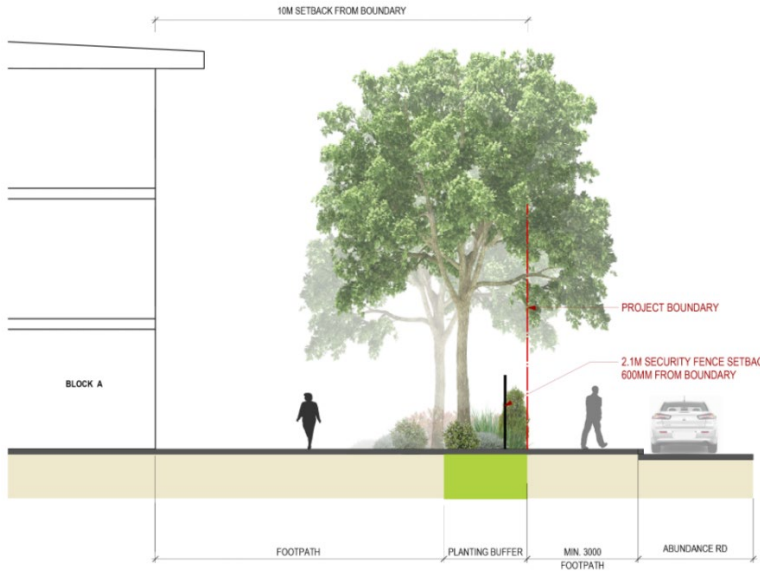 10M SETBACK FROM BOUNDARY
PROJECT BOUNDARY
2.1M SECURITY FENCE SETBAC
600MM FROM BOUNDARY
BLOCK A
FOOTPATH
PLANTING BUFFER
MIN. 3000
FOOTPATH
ABUNDANCE RD